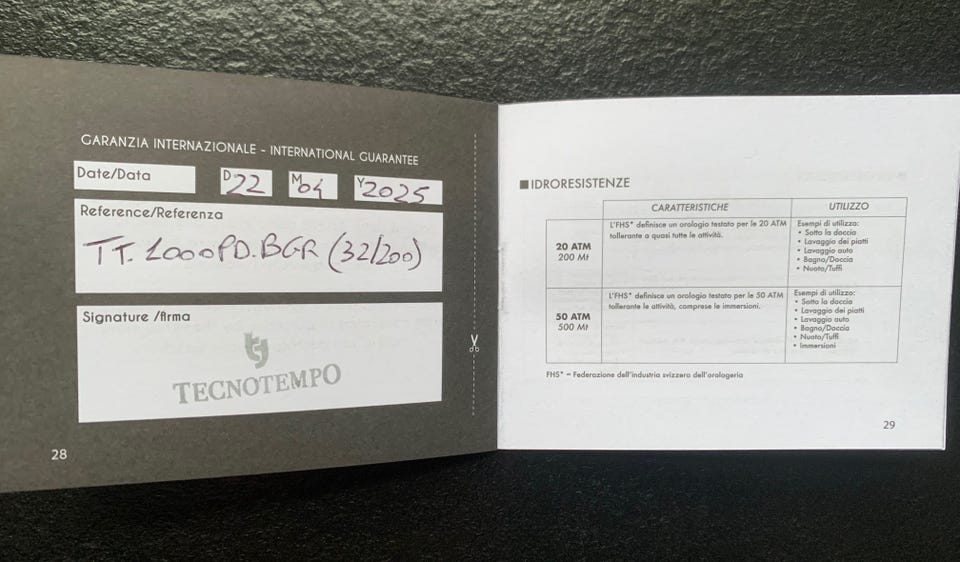 GARANZIA INTERNAZIONALE - INTERNATIONAL GUARANTEE
Date/Data D 22 M 04 Y 2025
Reference/Referenza
TT.1000PD.BGR (32/200)
Signature /firma
TECNOTEMPO
28
IDRORESISTENZE
CARATTERISTICHE UTILIZZO
20 ATM
200 Mt
L'FHS* definisce un orologio testato per le 20 ATM
tollerante a quasi tutte le attività.
Esempi di utilizzo:
• Sotto la doccia
• Lavaggio dei piatti
• Lavaggio auto
• Bagno/Doccia
• Nuoto/Tuffi
50 ATM
500 Mt
L'FHS* definisce un orologio testato per le 50 ATM
tollerante le attività, comprese le immersioni.
Esempi di utilizzo:
• Sotto la doccia
• Lavaggio dei piatti
• Lavaggio auto
• Bagno/Doccia
• Nuoto/Tuffi
• Immersioni
FHS* = Federazione dell'industria svizzera dell'orologeria
29